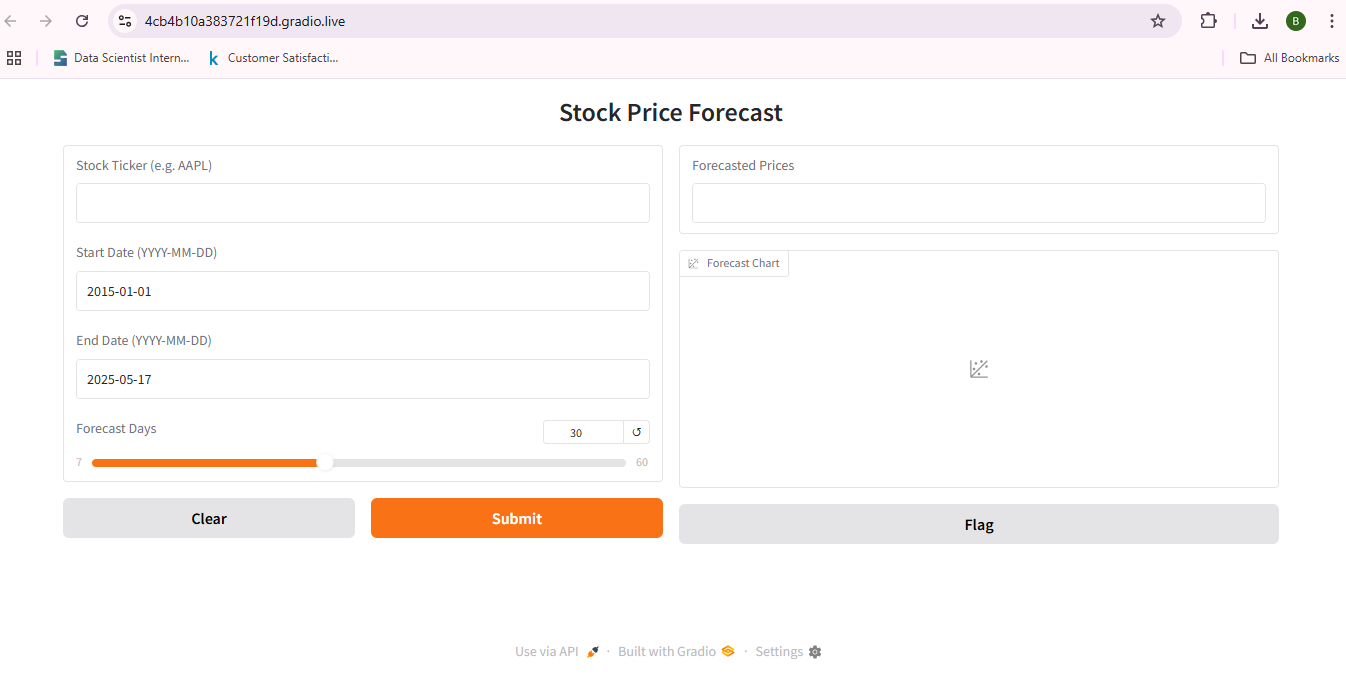 4cb4b10a383721f19d.gradio.live
B
Data Scientist Intern...
k
Customer Satisfacti...
All Bookmarks
Stock Price Forecast
Stock Ticker (e.g. AAPL)
Start Date (YYYY-MM-DD)
2015-01-01
End Date (YYYY-MM-DD)
2025-05-17
Forecast Days
30
7
60
Clear
Submit
Forecasted Prices
Forecast Chart
Flag
Use via API · Built with Gradio · Settings